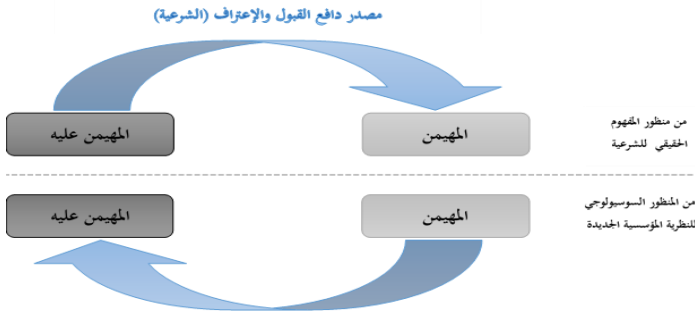 مصدر دافع القبول والإعتراف (الشرعية)
من منظور المفهوم
الحقيقي للشرعية
المهيمن
المهيمن عليه
من المنظور السوسيولوجي
للنظرية المؤسسية الجديدة
المهيمن
المهيمن عليه